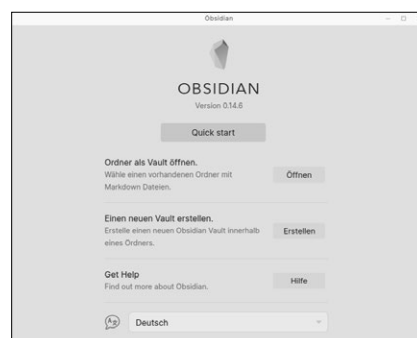 Obsidian
OBSIDIAN
Version 0.14.6
Quick start
Ordner als Vault öffnen.
Wähle einen vorhandenen Ordner mit
Markdown Dateien.
Öffnen
Einen neuen Vault erstellen.
Erstelle einen neuen Obsidian Vault innerhalb
eines Ordners.
Erstellen
Get Help
Find out more about Obsidian.
Hilfe
Deutsch